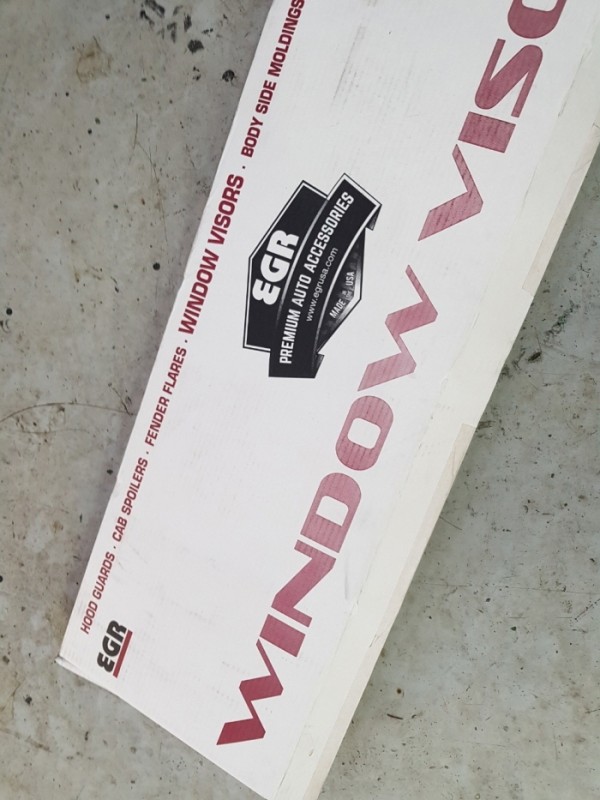 HOOD GUARDS · CAB SPOILERS · FENDER FLARES · WINDOW VISORS · BODY SIDE MOLDINGS
EGR
EGR
PREMIUM AUTO ACCESSORIES
www.egrusa.com
MADE IN USA
WINDOW VISO